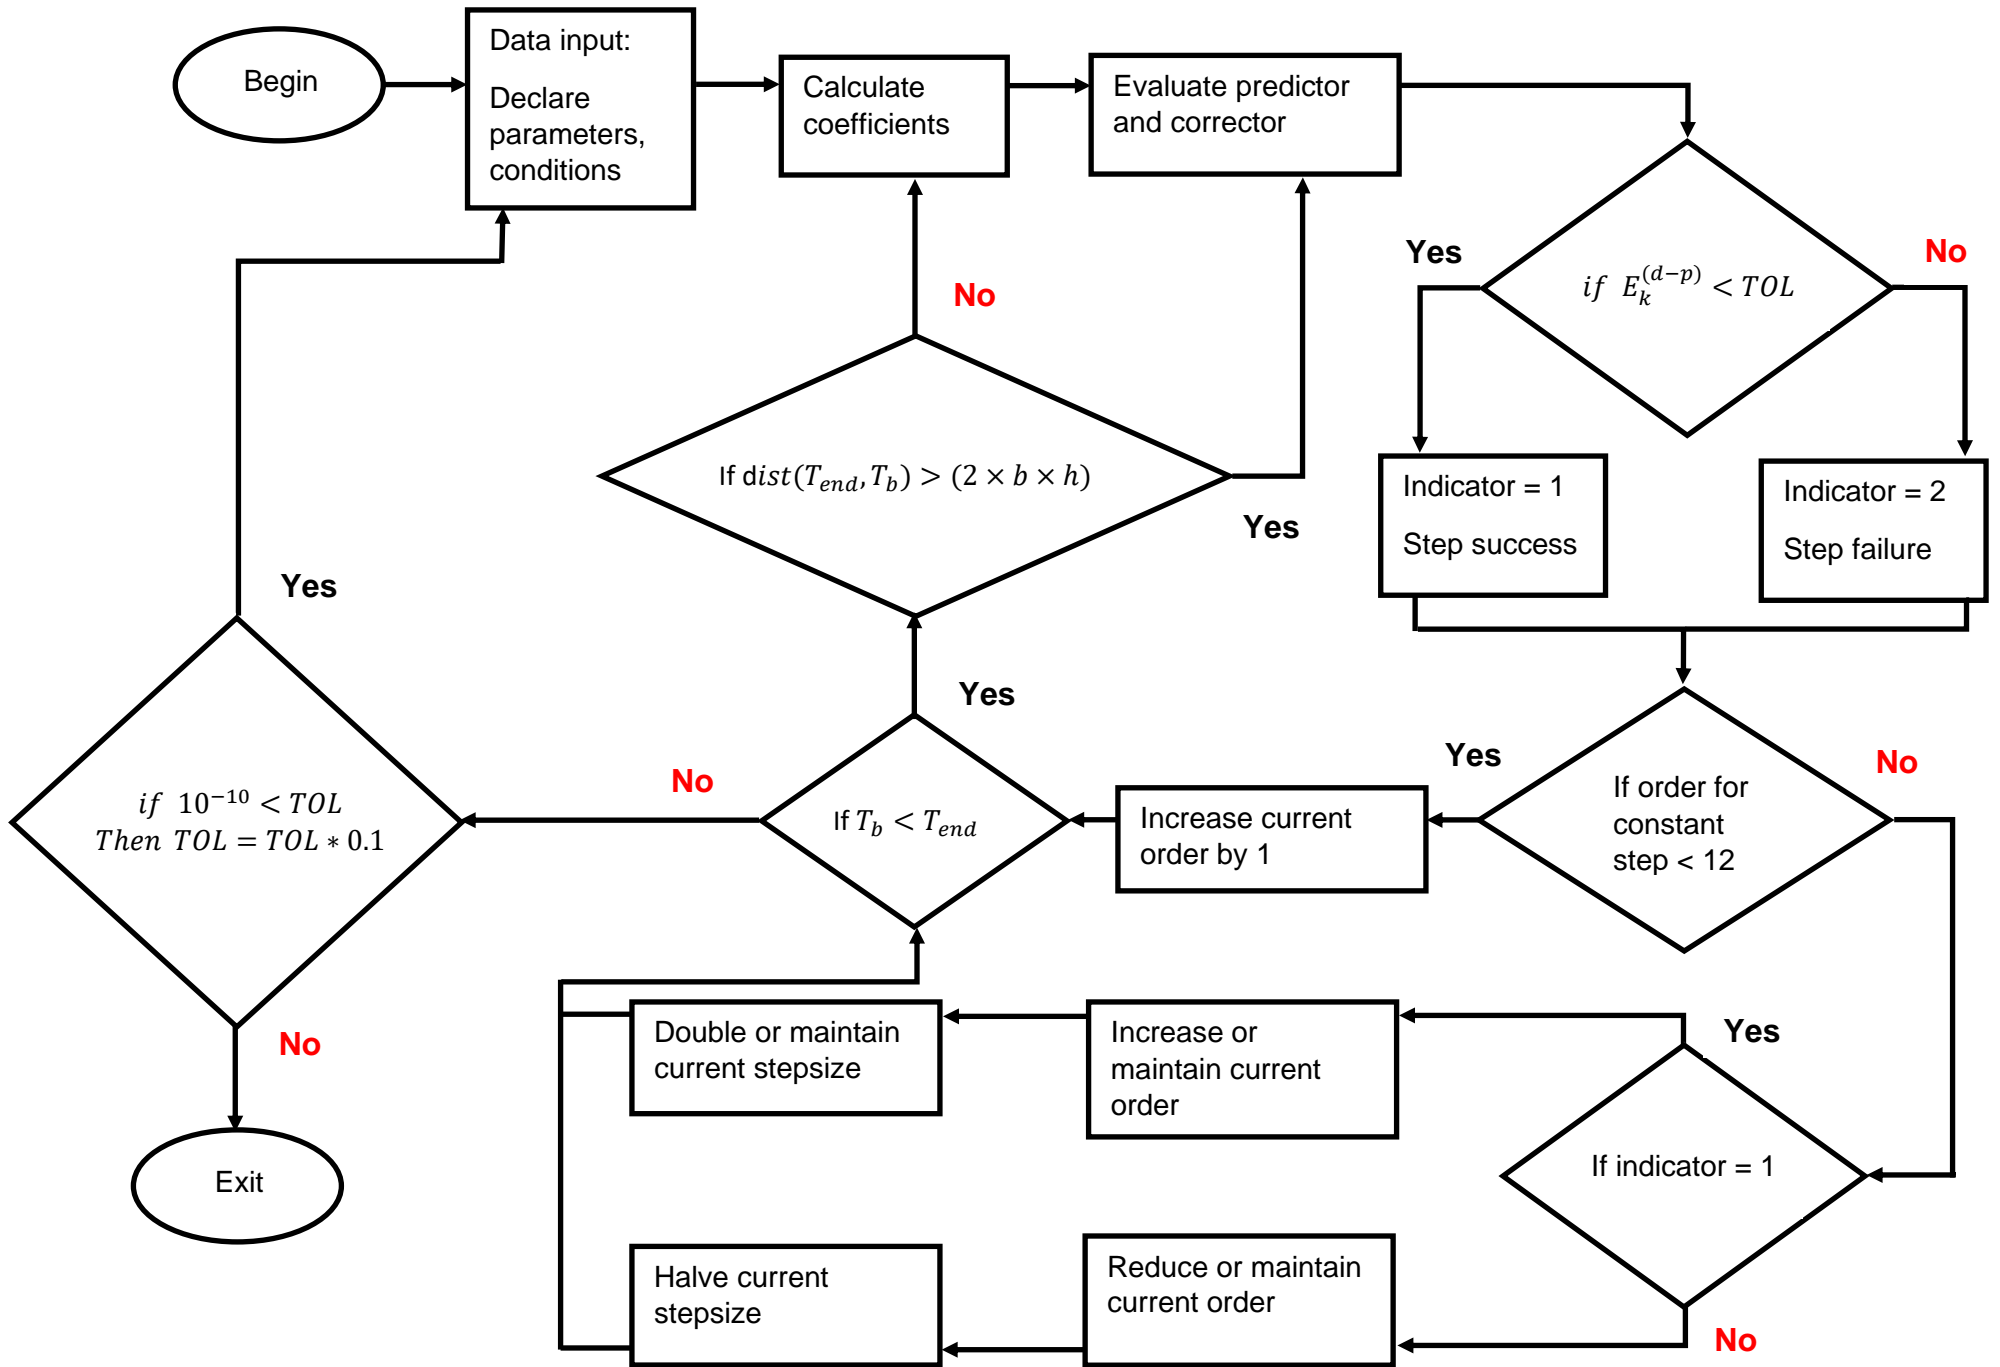 Begin
Data input:
Declare
parameters,
conditions
Calculate
coefficients
Evaluate predictor
and corrector
Yes
No
if E_k^{(d−p)} < TOL
No
If dist(T_{end}, T_b) > (2 × b × h)
Yes
Indicator = 1
Step success
Indicator = 2
Step failure
Yes
Yes
Yes
No
if 10^{−10} < TOL
Then TOL = TOL ∗ 0.1
No
If T_b < T_{end}
Increase current
order by 1
If order for
constant
step < 12
No
Double or maintain
current stepsize
Increase or
maintain current
order
Yes
Exit
If indicator = 1
Halve current
stepsize
Reduce or maintain
current order
No